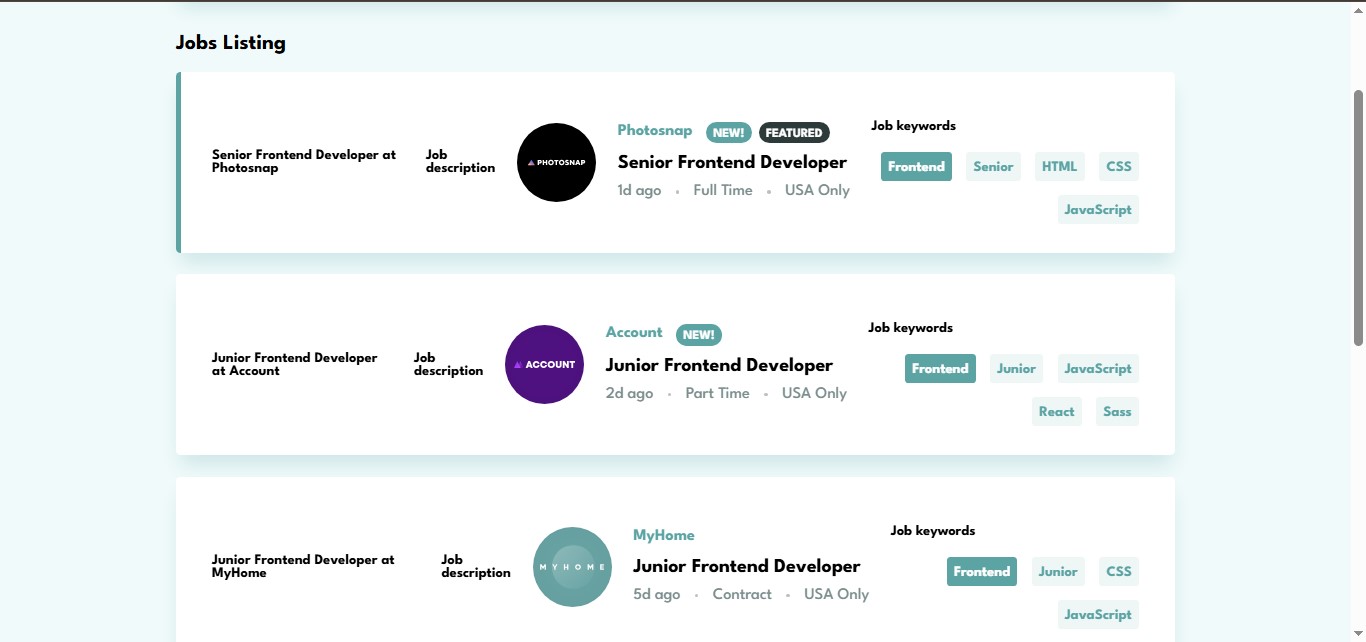 Jobs Listing
Senior Frontend Developer at
Photosnap
Job
description
PHOTOSNAP
Photosnap NEW! FEATURED
Senior Frontend Developer
1d ago • Full Time • USA Only
Job keywords
Frontend Senior HTML CSS
JavaScript
Junior Frontend Developer
at Account
Job
description
ACCOUNT
Account NEW!
Junior Frontend Developer
2d ago • Part Time • USA Only
Job keywords
Frontend Junior JavaScript
React Sass
Junior Frontend Developer at
MyHome
Job
description
MYHOME
MyHome
Junior Frontend Developer
5d ago • Contract • USA Only
Job keywords
Frontend Junior CSS
JavaScript